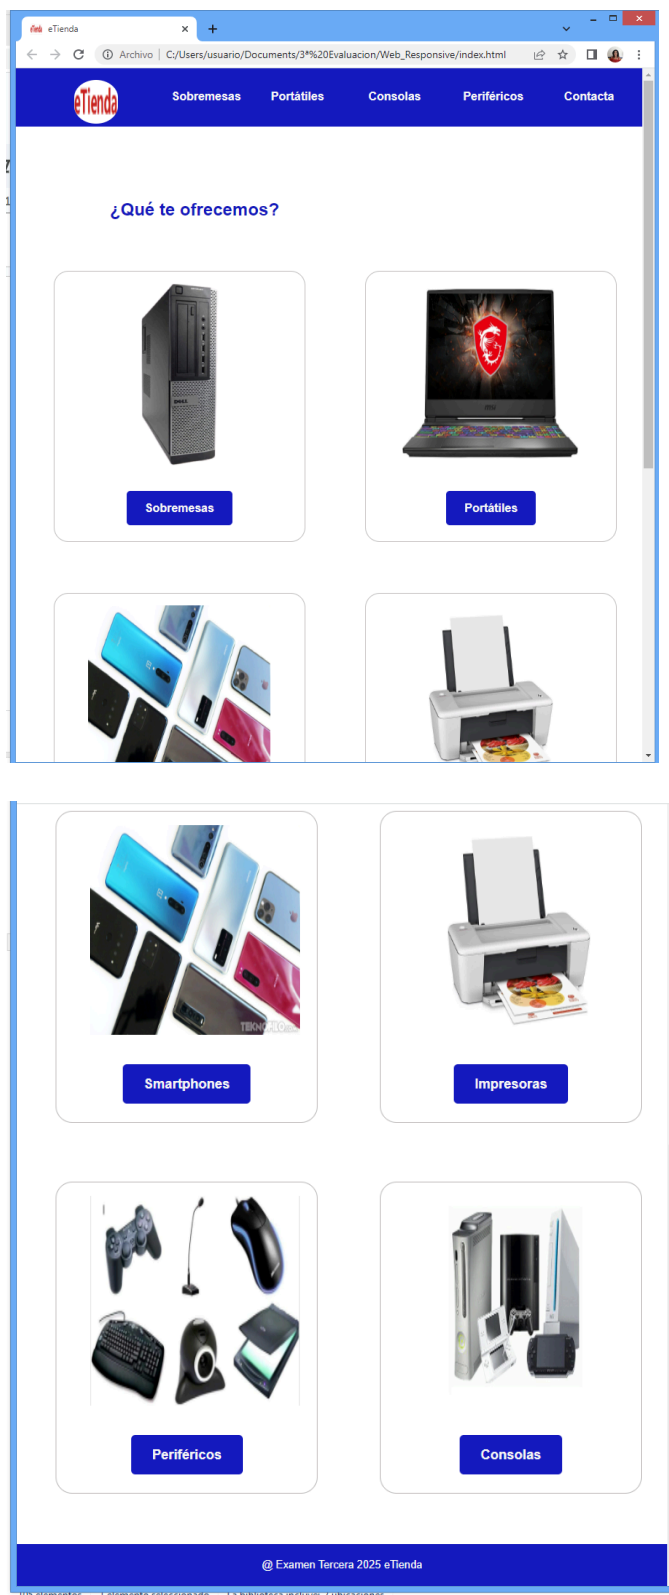 eTienda
Archivo | C:/Users/usuario/Documents/3ª%20Evaluacion/Web_Responsive/index.html
eTienda Sobremesas Portátiles Consolas Periféricos Contacta
¿Qué te ofrecemos?
Sobremesas Portátiles
Smartphones Impresoras
Periféricos Consolas
@ Examen Tercera 2025 eTienda